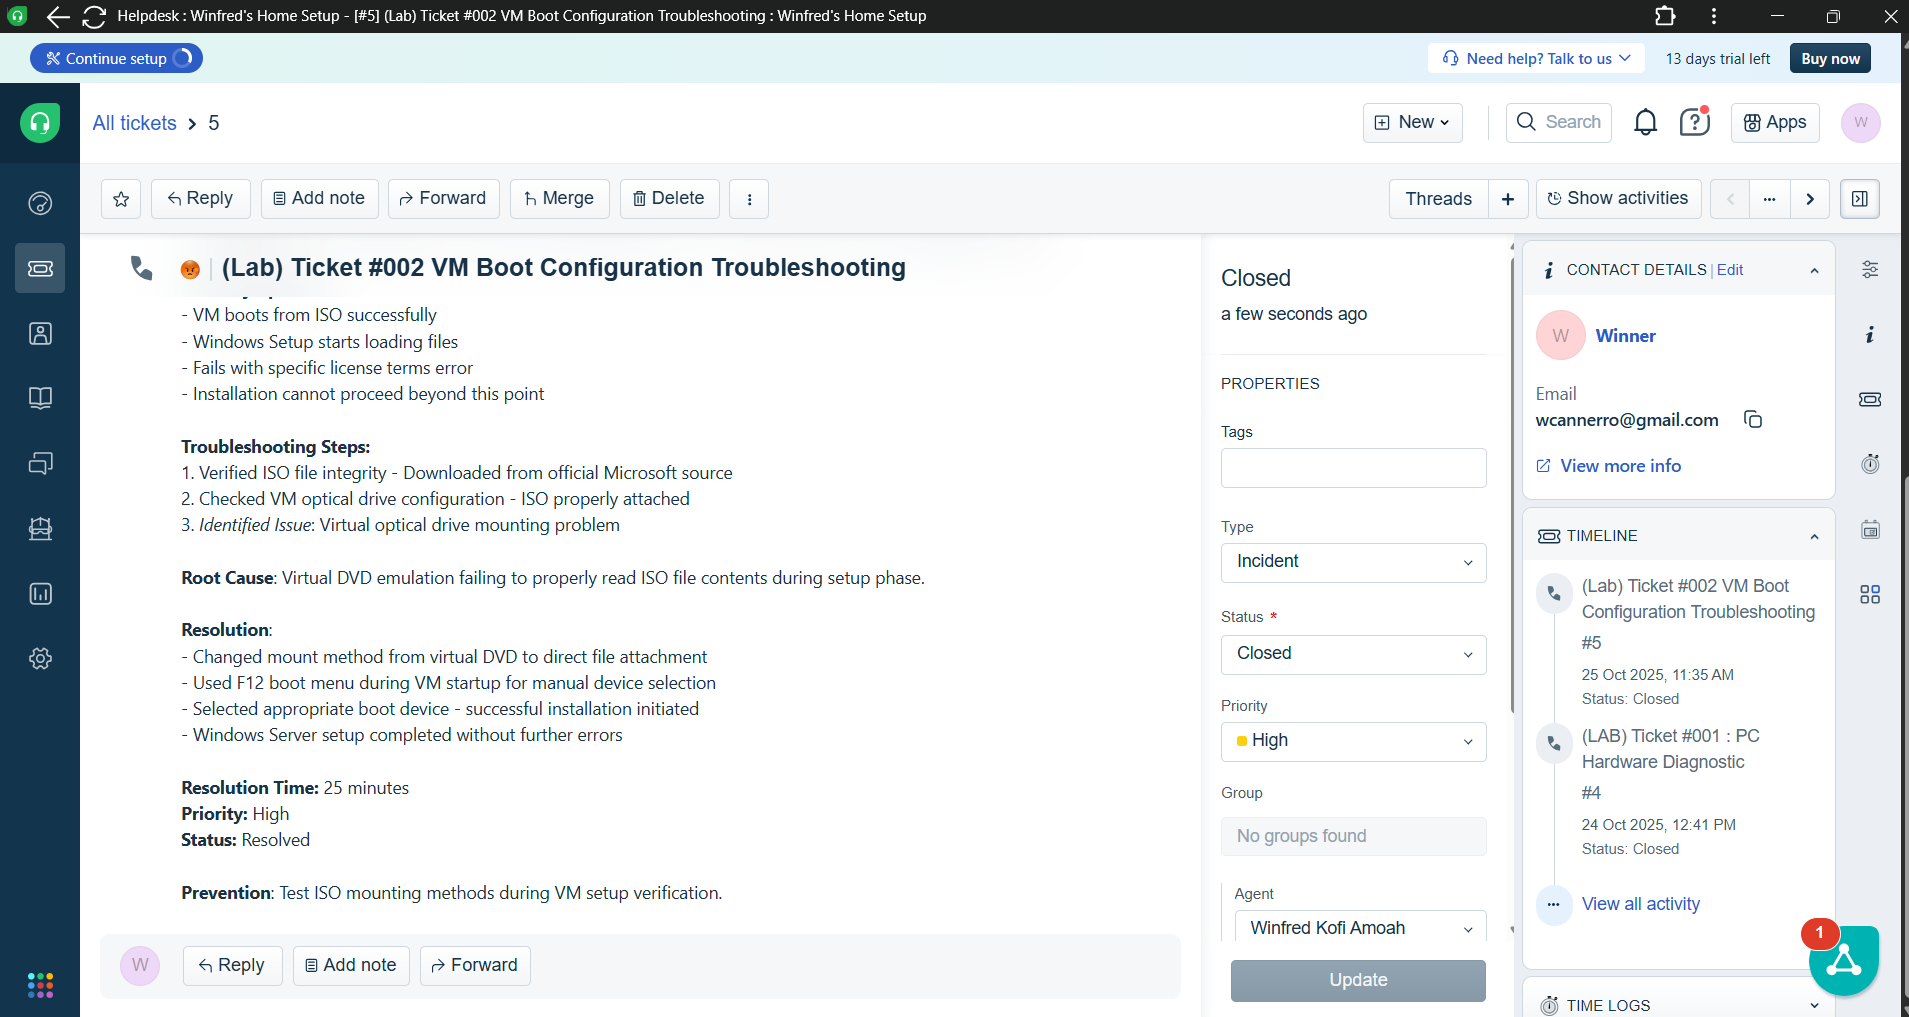 Helpdesk : Winfred's Home Setup - [#5] (Lab) Ticket #002 VM Boot Configuration Troubleshooting : Winfred's Home Setup
Continue setup
Need help? Talk to us
13 days trial left
Buy now
All tickets > 5
New
Search
Apps
W
Reply
Add note
Forward
Merge
Delete
Threads
Show activities
(Lab) Ticket #002 VM Boot Configuration Troubleshooting
- VM boots from ISO successfully
- Windows Setup starts loading files
- Fails with specific license terms error
- Installation cannot proceed beyond this point
Troubleshooting Steps:
1. Verified ISO file integrity - Downloaded from official Microsoft source
2. Checked VM optical drive configuration - ISO properly attached
3. Identified Issue: Virtual optical drive mounting problem
Root Cause: Virtual DVD emulation failing to properly read ISO file contents during setup phase.
Resolution:
- Changed mount method from virtual DVD to direct file attachment
- Used F12 boot menu during VM startup for manual device selection
- Selected appropriate boot device - successful installation initiated
- Windows Server setup completed without further errors
Resolution Time: 25 minutes
Priority: High
Status: Resolved
Prevention: Test ISO mounting methods during VM setup verification.
W
Reply
Add note
Forward
Closed
a few seconds ago
PROPERTIES
Tags
Type
Incident
Status *
Closed
Priority
High
Group
No groups found
Agent
Winfred Kofi Amoah
Update
CONTACT DETAILS | Edit
W
Winner
Email
wcannerro@gmail.com
View more info
TIMELINE
(Lab) Ticket #002 VM Boot
Configuration Troubleshooting
#5
25 Oct 2025, 11:35 AM
Status: Closed
(LAB) Ticket #001 : PC
Hardware Diagnostic
#4
24 Oct 2025, 12:41 PM
Status: Closed
View all activity
1
TIME LOGS